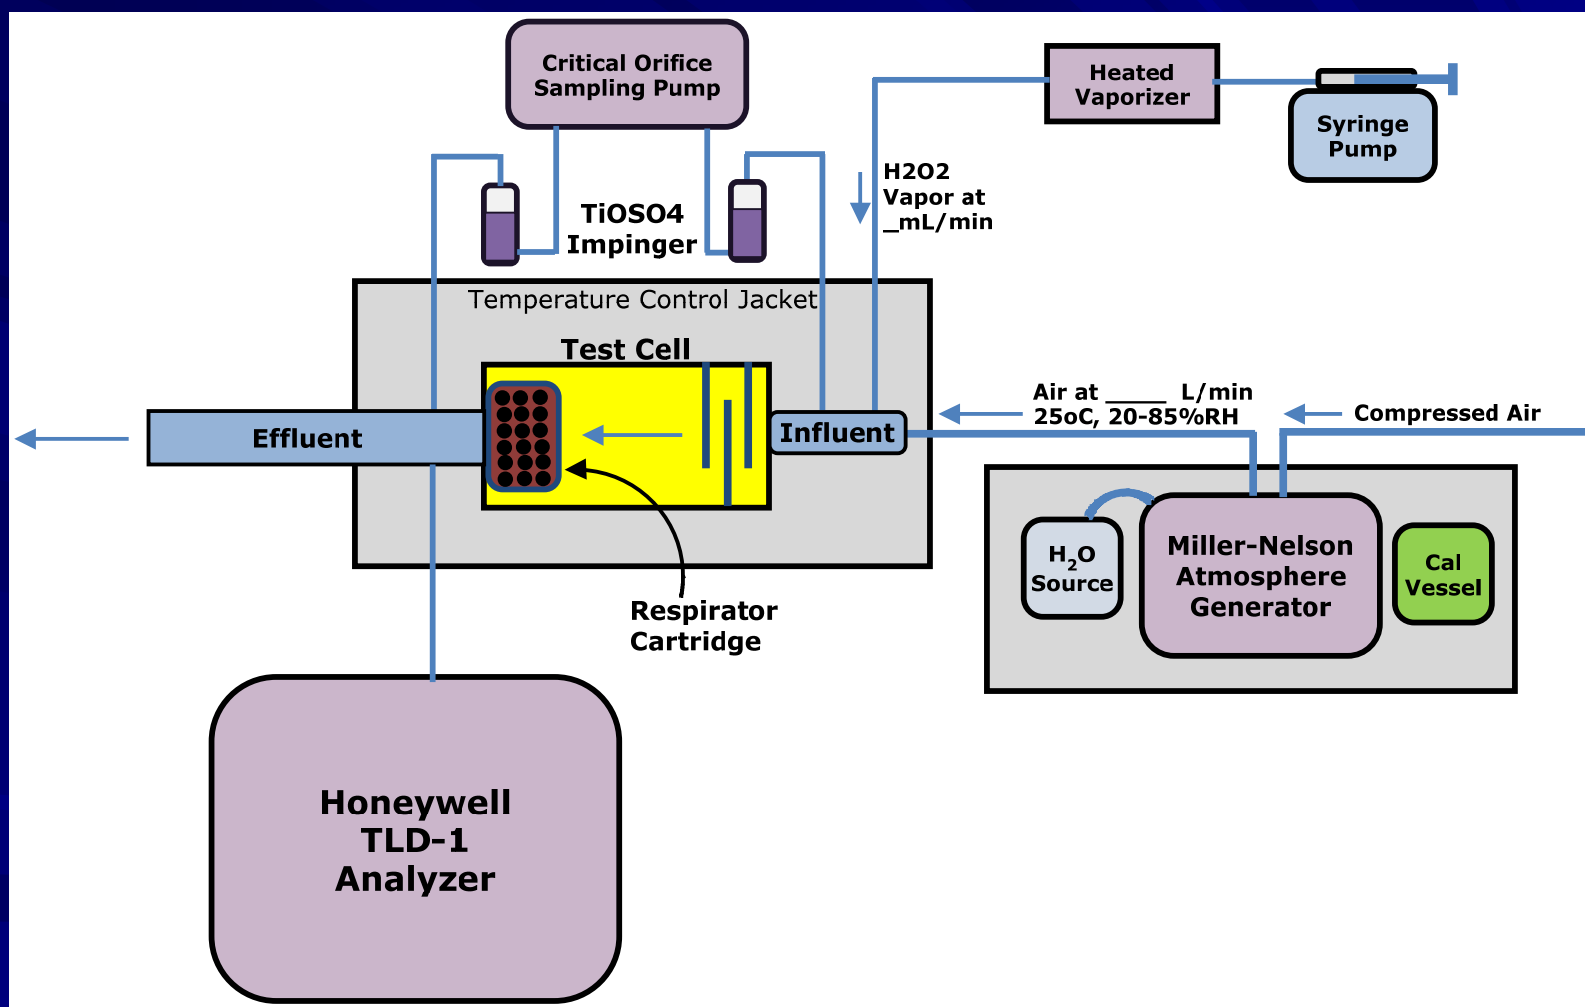 Critical Orifice
Sampling Pump
Heated
Vaporizer
Syringe
Pump
H2O2
Vapor at
_mL/min
TiOSO4
Impinger
Temperature Control Jacket
Test Cell
Effluent
Influent
Air at _____ L/min
25oC, 20-85%RH
Compressed Air
H₂O
Source
Miller-Nelson
Atmosphere
Generator
Cal
Vessel
Respirator
Cartridge
Honeywell
TLD-1
Analyzer